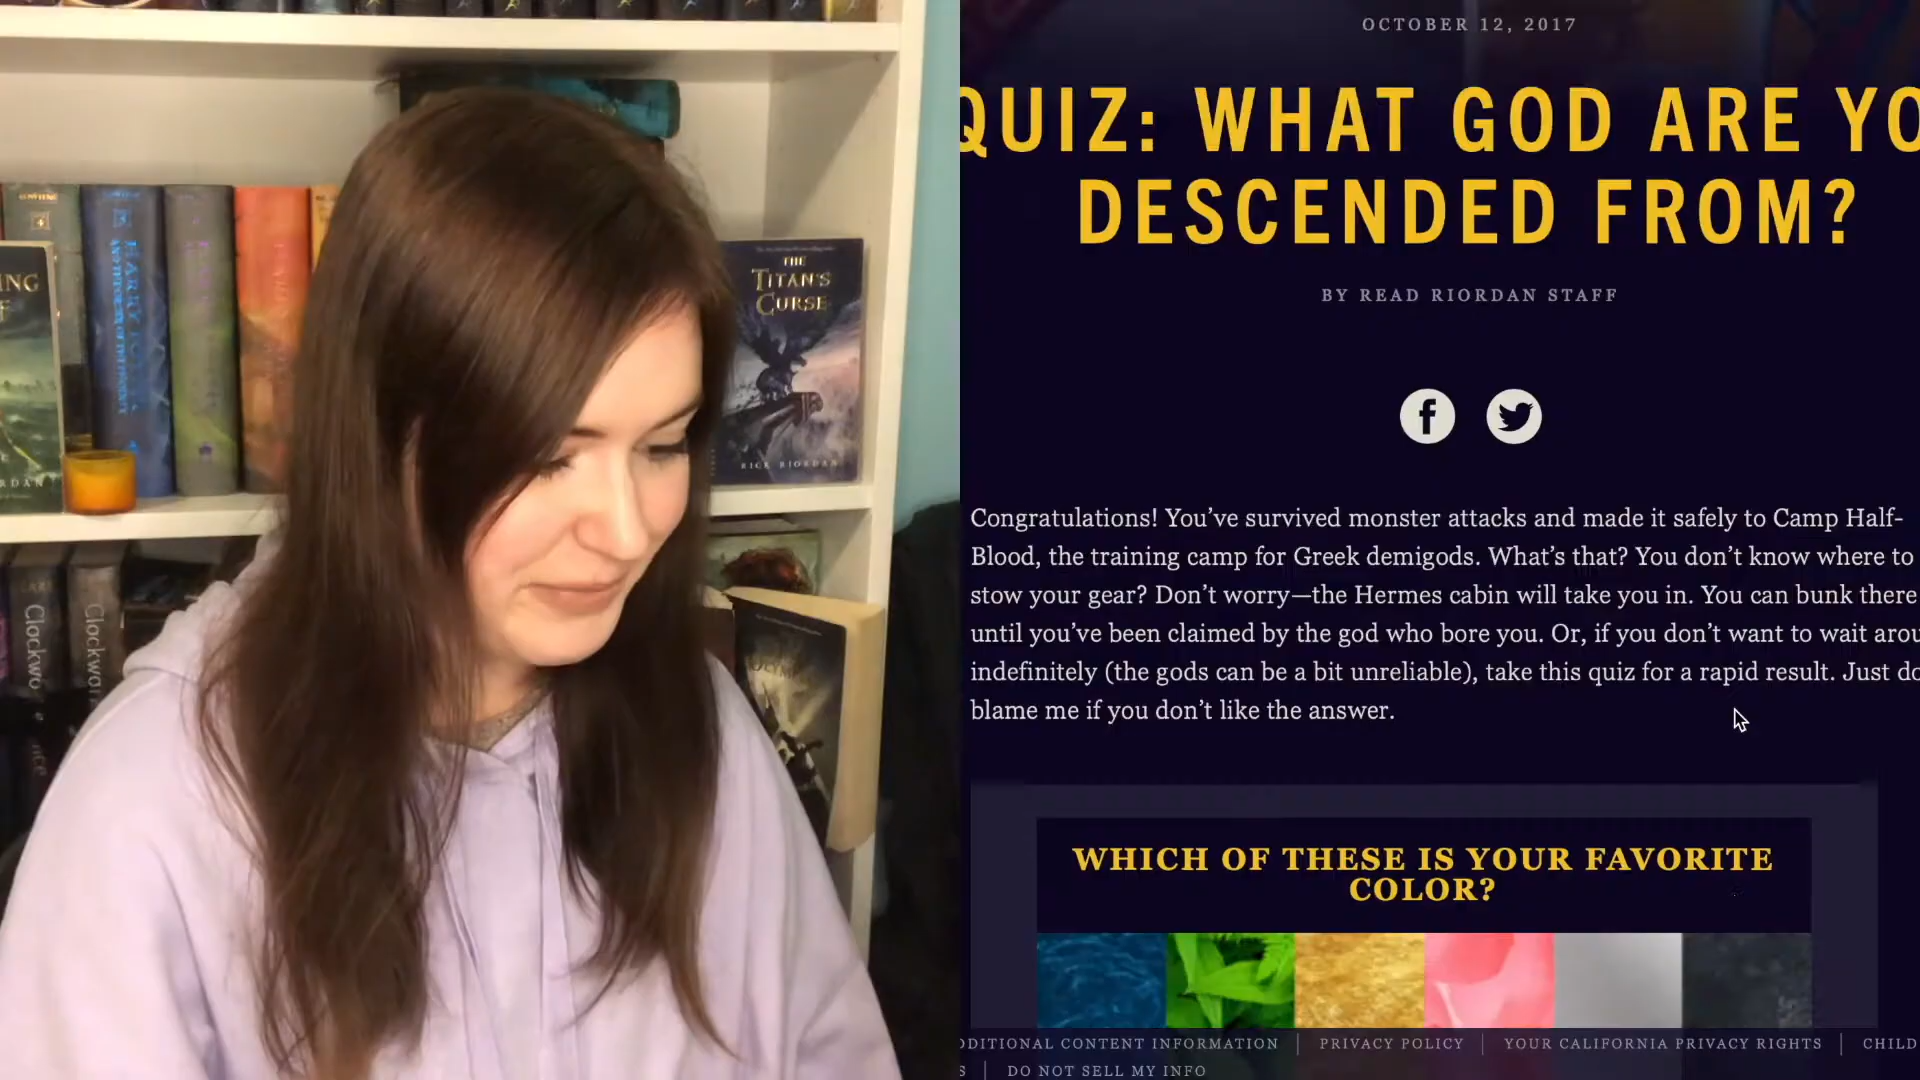 THE
TITAN'S
CURSE
RICK RIORDAN
4
HARRY
Clockwo
Clockwor
OCTOBER 12, 2017
QUIZ: WHAT GOD ARE YO
DESCENDED FROM?
BY READ RIORDAN STAFF
Congratulations! You've survived monster attacks and made it safely to Camp Half-
Blood, the training camp for Greek demigods. What's that? You don't know where to
stow your gear? Don't worry—the Hermes cabin will take you in. You can bunk there
until you've been claimed by the god who bore you. Or, if you don't want to wait arou
indefinitely (the gods can be a bit unreliable), take this quiz for a rapid result. Just do
blame me if you don't like the answer.
WHICH OF THESE IS YOUR FAVORITE
COLOR?
DDITIONAL CONTENT INFORMATION | PRIVACY POLICY | YOUR CALIFORNIA PRIVACY RIGHTS | CHILD
S | DO NOT SELL MY INFO